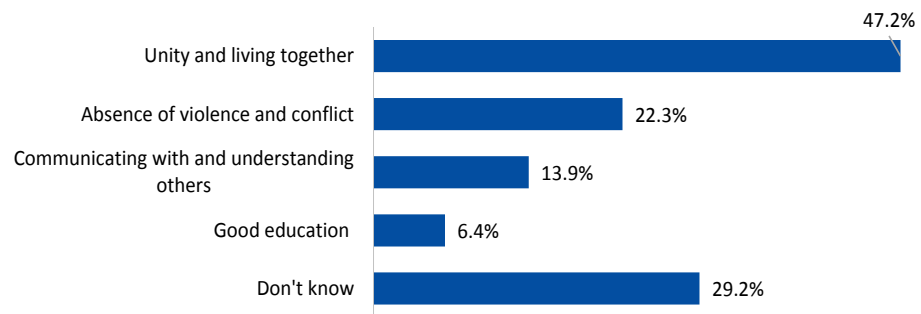 47.2%
Unity and living together
Absence of violence and conflict
22.3%
Communicating with and understanding
others
13.9%
Good education
6.4%
Don't know
29.2%